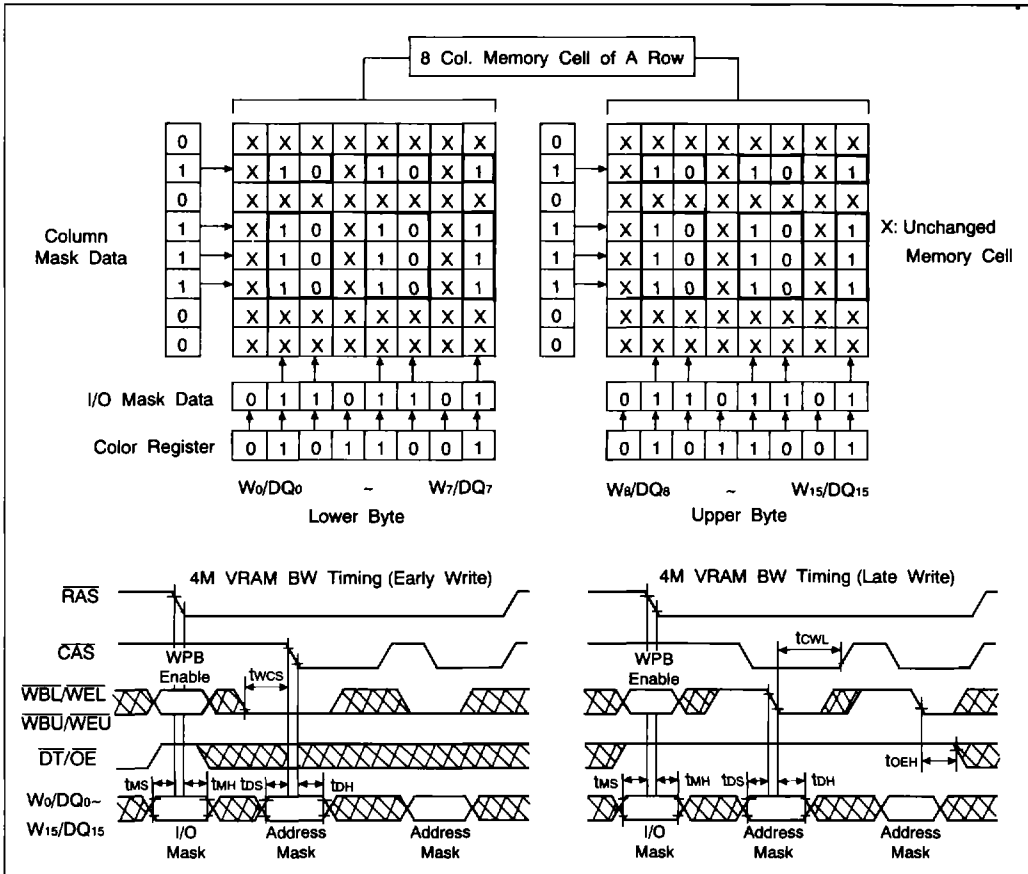 8 Col. Memory Cell of A Row
0 X X X X X X X X 0 X X X X X X X X
1 X 1 0 X 1 0 X 1 1 X 1 0 X 1 0 X 1
0 X X X X X X X X 0 X X X X X X X X
1 X 1 0 X 1 0 X 1 1 X 1 0 X 1 0 X 1
1 X 1 0 X 1 0 X 1 1 X 1 0 X 1 0 X 1
1 X 1 0 X 1 0 X 1 1 X 1 0 X 1 0 X 1
0 X X X X X X X X 0 X X X X X X X X
0 X X X X X X X X 0 X X X X X X X X
Column
Mask Data
X: Unchanged
Memory Cell
I/O Mask Data 0 1 1 0 1 1 0 1 0 1 1 0 1 1 0 1
Color Register 0 1 0 1 1 0 0 1 0 1 0 1 1 0 0 1
W0/DQ0 ~ W7/DQ7 W8/DQ8 ~ W15/DQ15
Lower Byte Upper Byte
4M VRAM BW Timing (Early Write) 4M VRAM BW Timing (Late Write)
RAS
CAS
WPB
Enable
tWCS
WPB
Enable
tCWL
WBL/WEL
WBU/WEU
DT/OE
tOEH
tMS tMH tDS tDH tMS tMH tDS tDH
W0/DQ0~
W15/DQ15
I/O
Mask
Address
Mask
Address
Mask
I/O
Mask
Address
Mask
Address
Mask